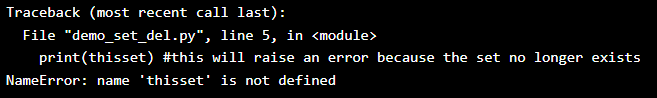 Traceback (most recent call last):
  File "demo_set_del.py", line 5, in <module>
    print(thisset) #this will raise an error because the set no longer exists
NameError: name 'thisset' is not defined